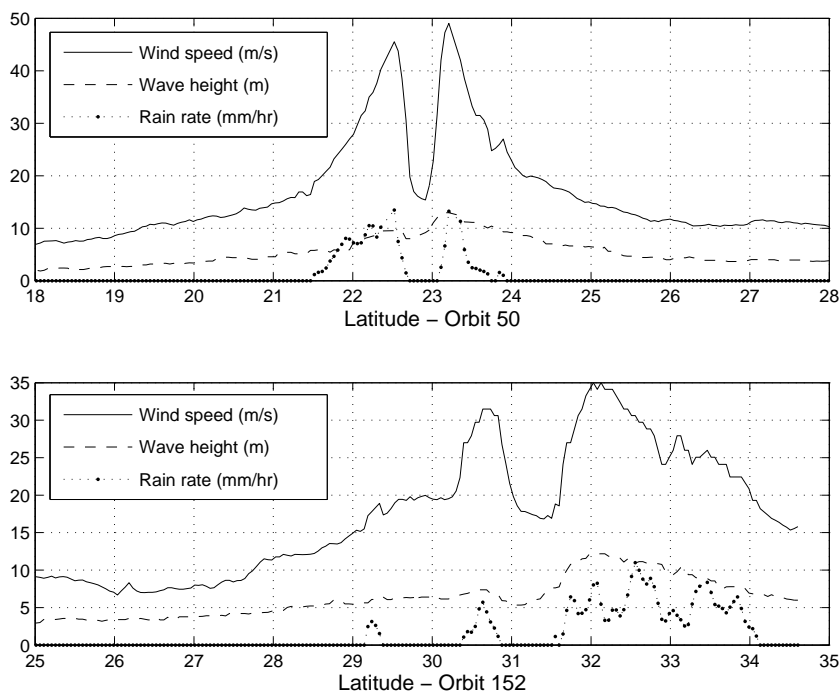 50
40
30
20
10
0
Wind speed (m/s)
Wave height (m)
Rain rate (mm/hr)
18 19 20 21 22 23 24 25 26 27 28
Latitude – Orbit 50
35
30
25
20
15
10
5
0
Wind speed (m/s)
Wave height (m)
Rain rate (mm/hr)
25 26 27 28 29 30 31 32 33 34 35
Latitude – Orbit 152